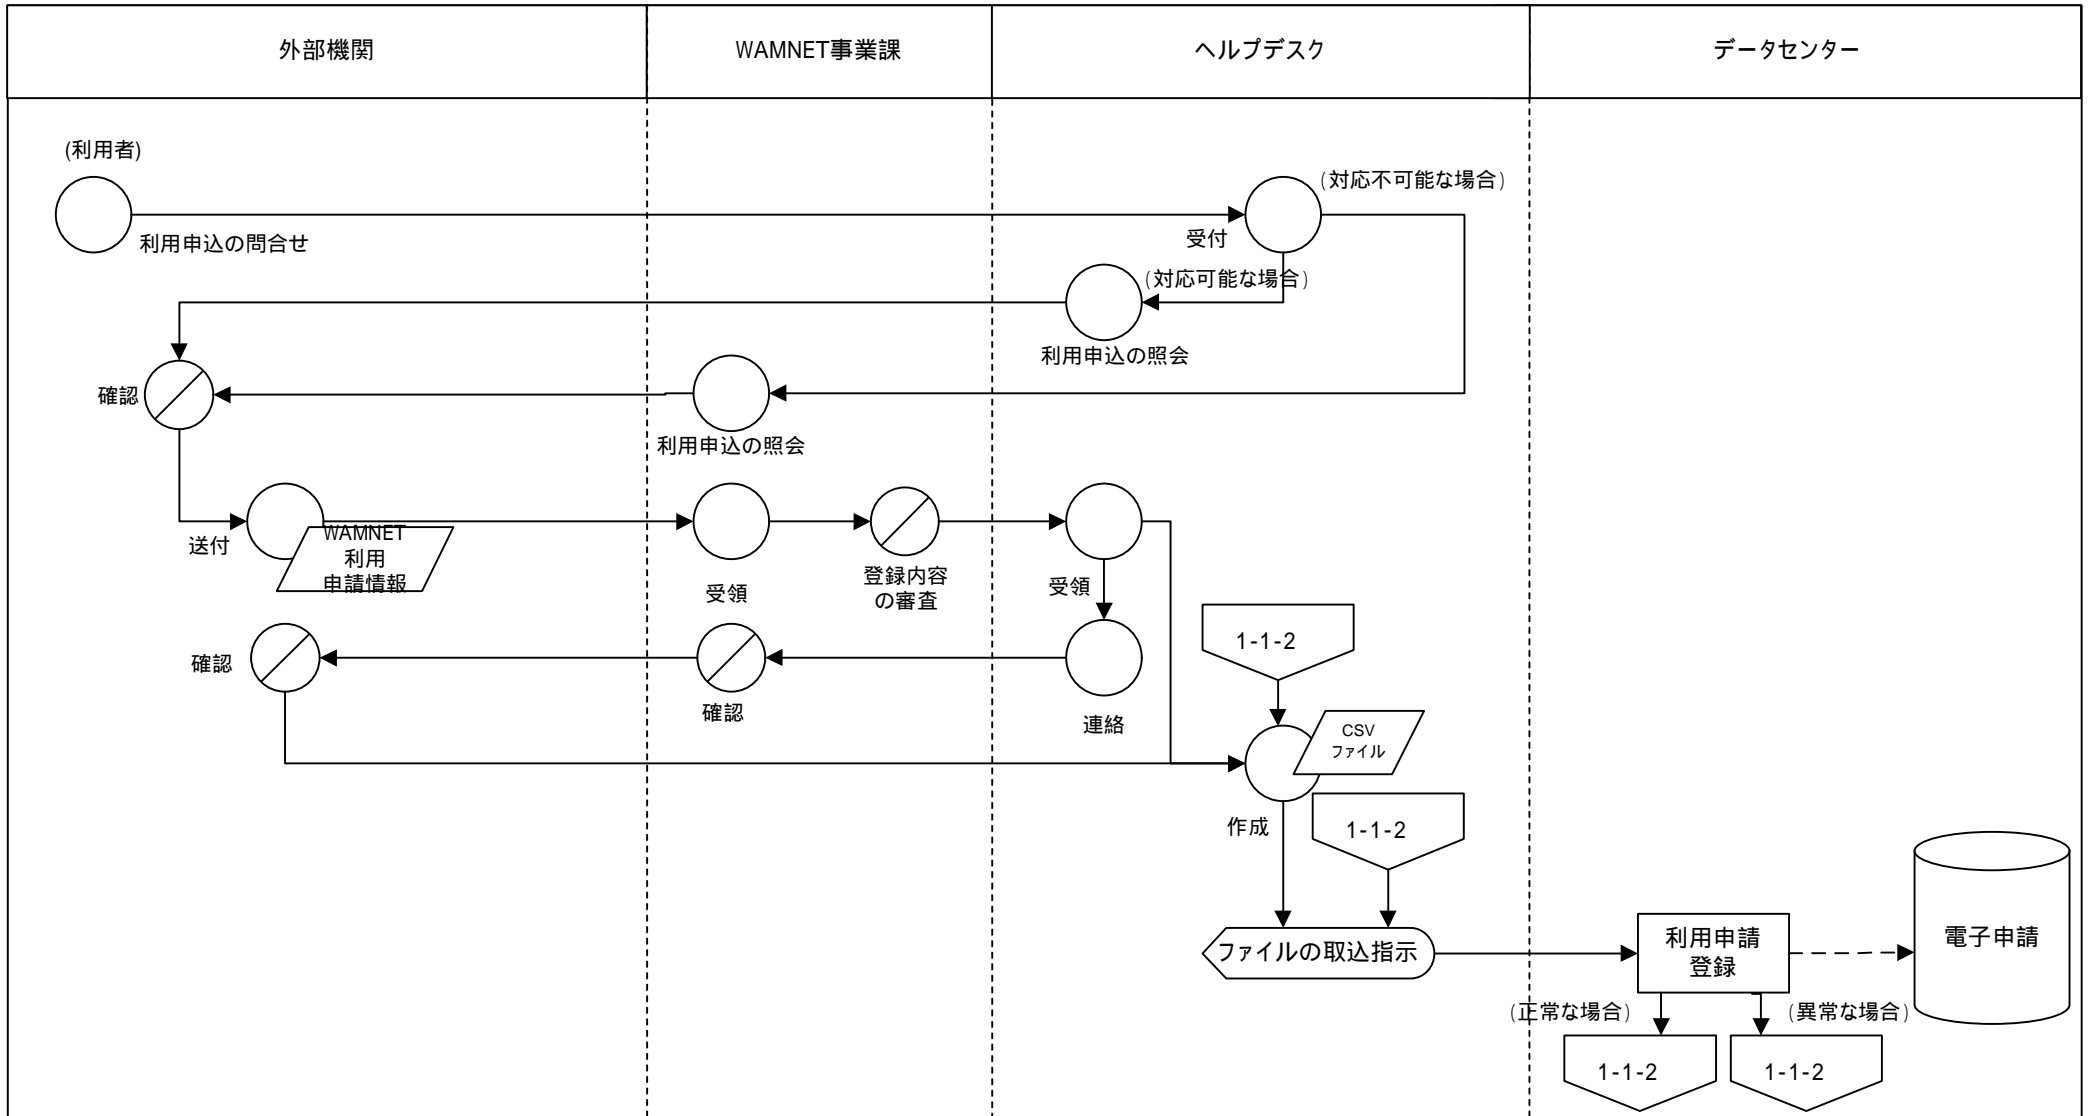 外部機関
WAMNET事業課
ヘルプデスク
データセンター
(利用者)
利用申込の問合せ
(対応不可能な場合)
受付
(対応可能な場合)
利用申込の照会
確認
利用申込の照会
送付
WAMNET
利用
申請情報
受領
登録内容
の審査
受領
確認
確認
連絡
1-1-2
CSV
ファイル
作成
1-1-2
ファイルの取込指示
利用申請
登録
電子申請
(正常な場合)
(異常な場合)
1-1-2
1-1-2